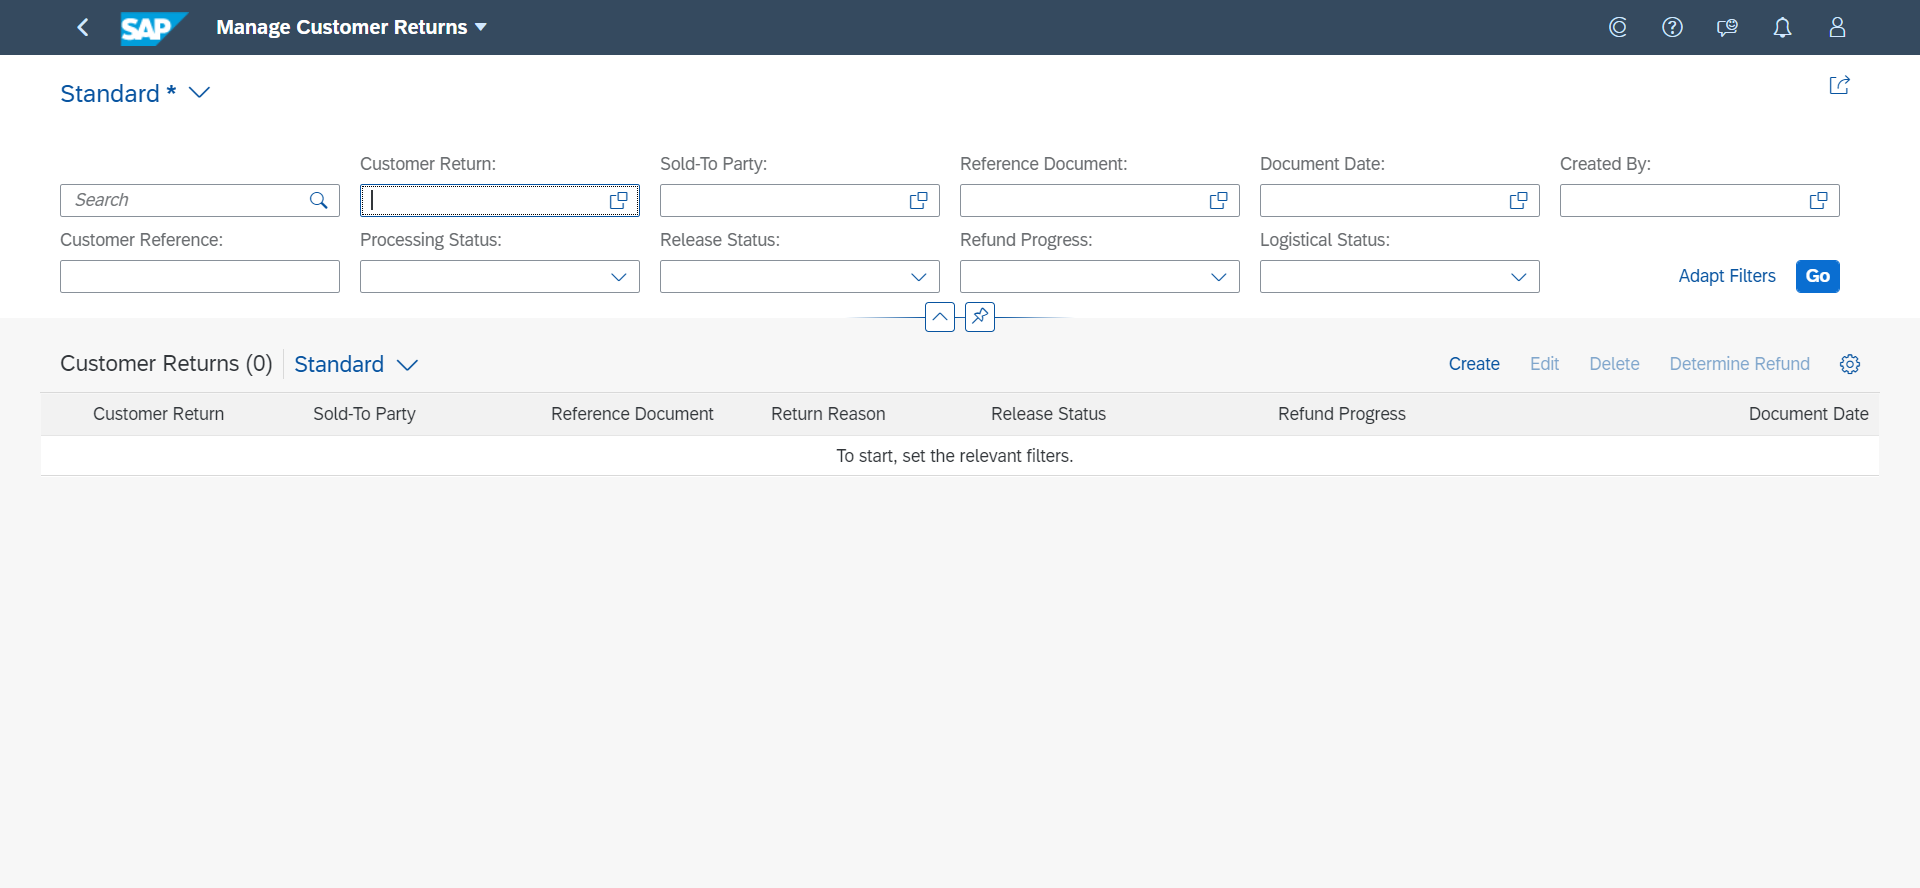 SAP Manage Customer Returns
Standard *
Customer Return: Sold-To Party: Reference Document: Document Date: Created By:
Search
Customer Reference: Processing Status: Release Status: Refund Progress: Logistical Status:
Adapt Filters Go
Customer Returns (0) Standard Create Edit Delete Determine Refund
Customer Return Sold-To Party Reference Document Return Reason Release Status Refund Progress Document Date
To start, set the relevant filters.